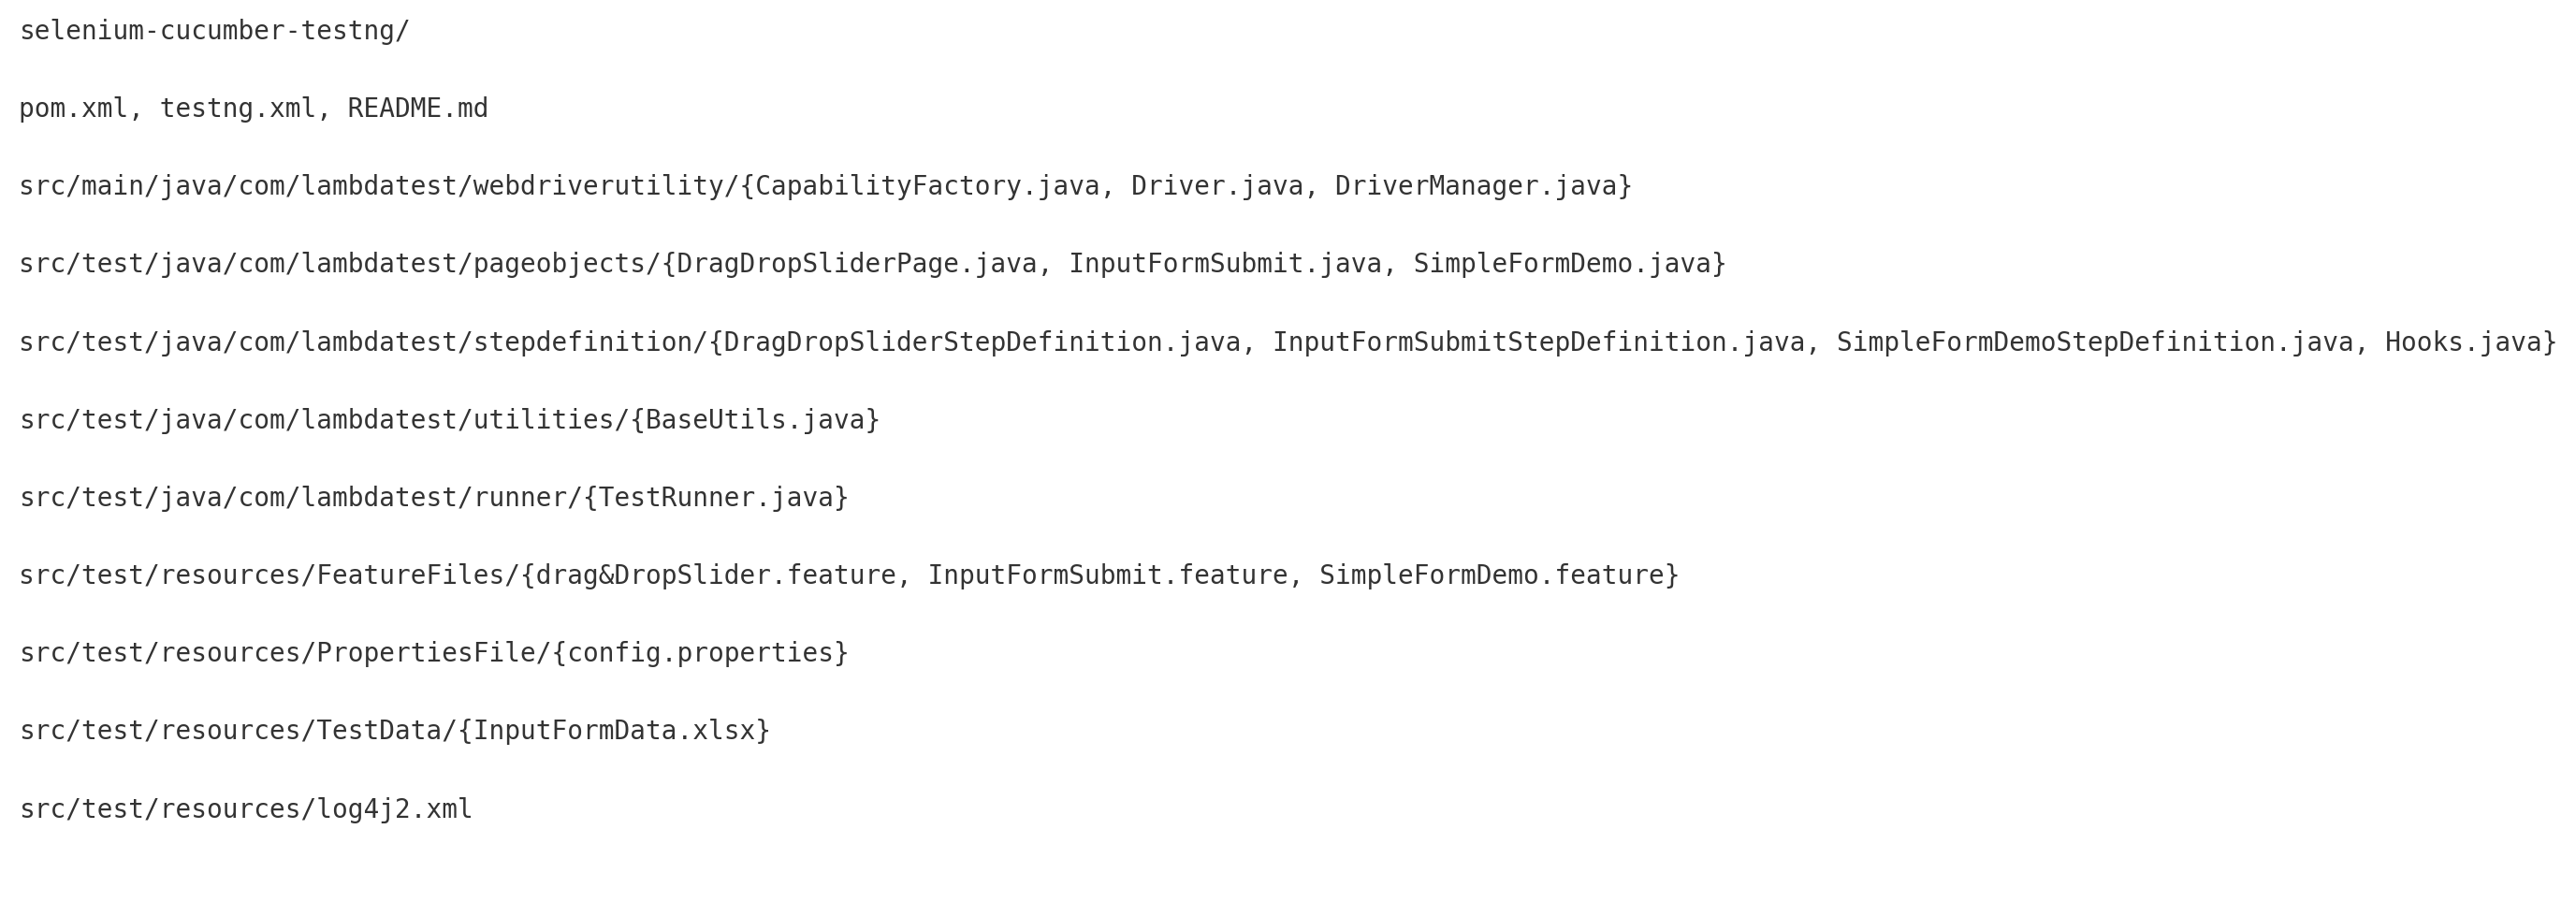 selenium-cucumber-testng/
pom.xml, testng.xml, README.md
src/main/java/com/lambdatest/webdriverutility/{CapabilityFactory.java, Driver.java, DriverManager.java}
src/test/java/com/lambdatest/pageobjects/{DragDropSliderPage.java, InputFormSubmit.java, SimpleFormDemo.java}
src/test/java/com/lambdatest/stepdefinition/{DragDropSliderStepDefinition.java, InputFormSubmitStepDefinition.java, SimpleFormDemoStepDefinition.java, Hooks.java}
src/test/java/com/lambdatest/utilities/{BaseUtils.java}
src/test/java/com/lambdatest/runner/{TestRunner.java}
src/test/resources/FeatureFiles/{drag&DropSlider.feature, InputFormSubmit.feature, SimpleFormDemo.feature}
src/test/resources/PropertiesFile/{config.properties}
src/test/resources/TestData/{InputFormData.xlsx}
src/test/resources/log4j2.xml